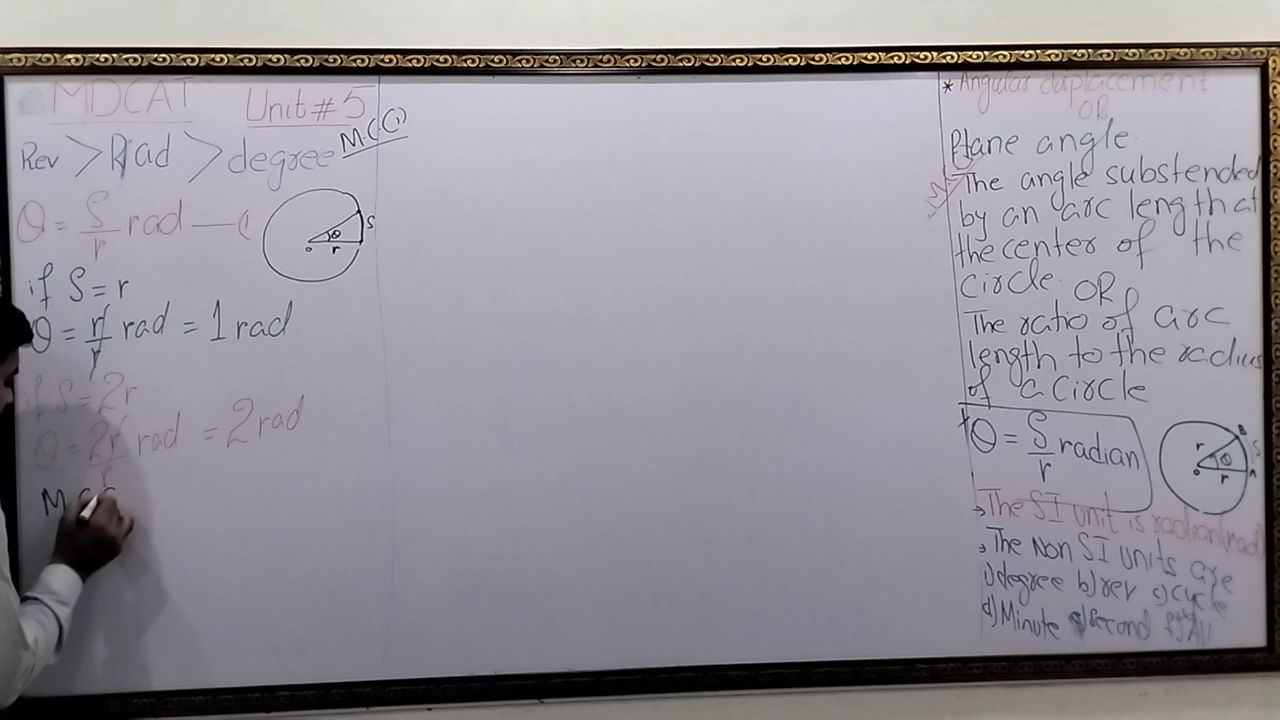 MDCAT Unit # 5
Rev > Rad > degree M.C.Q
θ = S/r rad —(
if S = r
θ = r/r rad = 1 rad
if S = 2r
θ = 2r/r rad = 2 rad
M.C
θ
S
o
r
* Angular displacement
OR
Plane angle.
The angle substended
by an arc length at
the center of the
circle. OR
The ratio of arc
length to the radius
of a Circle
* θ = S/r radian
r
θ
B
S
A
o
r
→ The SI unit is radian(rad)
→ The Non SI units are
a) degree b) rev c) cycle
d) Minute e) Second f) All